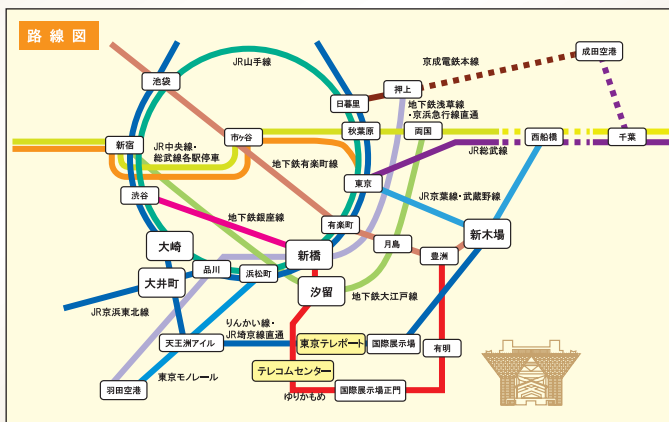 路線図
成田空港
京成電鉄本線
JR山手線
池袋
押上
日暮里
地下鉄浅草線
・京浜急行線直通
秋葉原
両国
市ヶ谷
西船橋
千葉
新宿
JR中央線・
総武線各駅停車
JR総武線
地下鉄有楽町線
東京
JR京葉線・武蔵野線
渋谷
地下鉄銀座線
有楽町
新木場
大崎
月島
新橋
豊洲
品川
浜松町
大井町
汐留
地下鉄大江戸線
JR京浜東北線
りんかい線・
JR埼京線直通
天王洲アイル
東京テレポート
国際展示場
有明
テレコムセンター
東京モノレール
羽田空港
ゆりかもめ
国際展示場正門